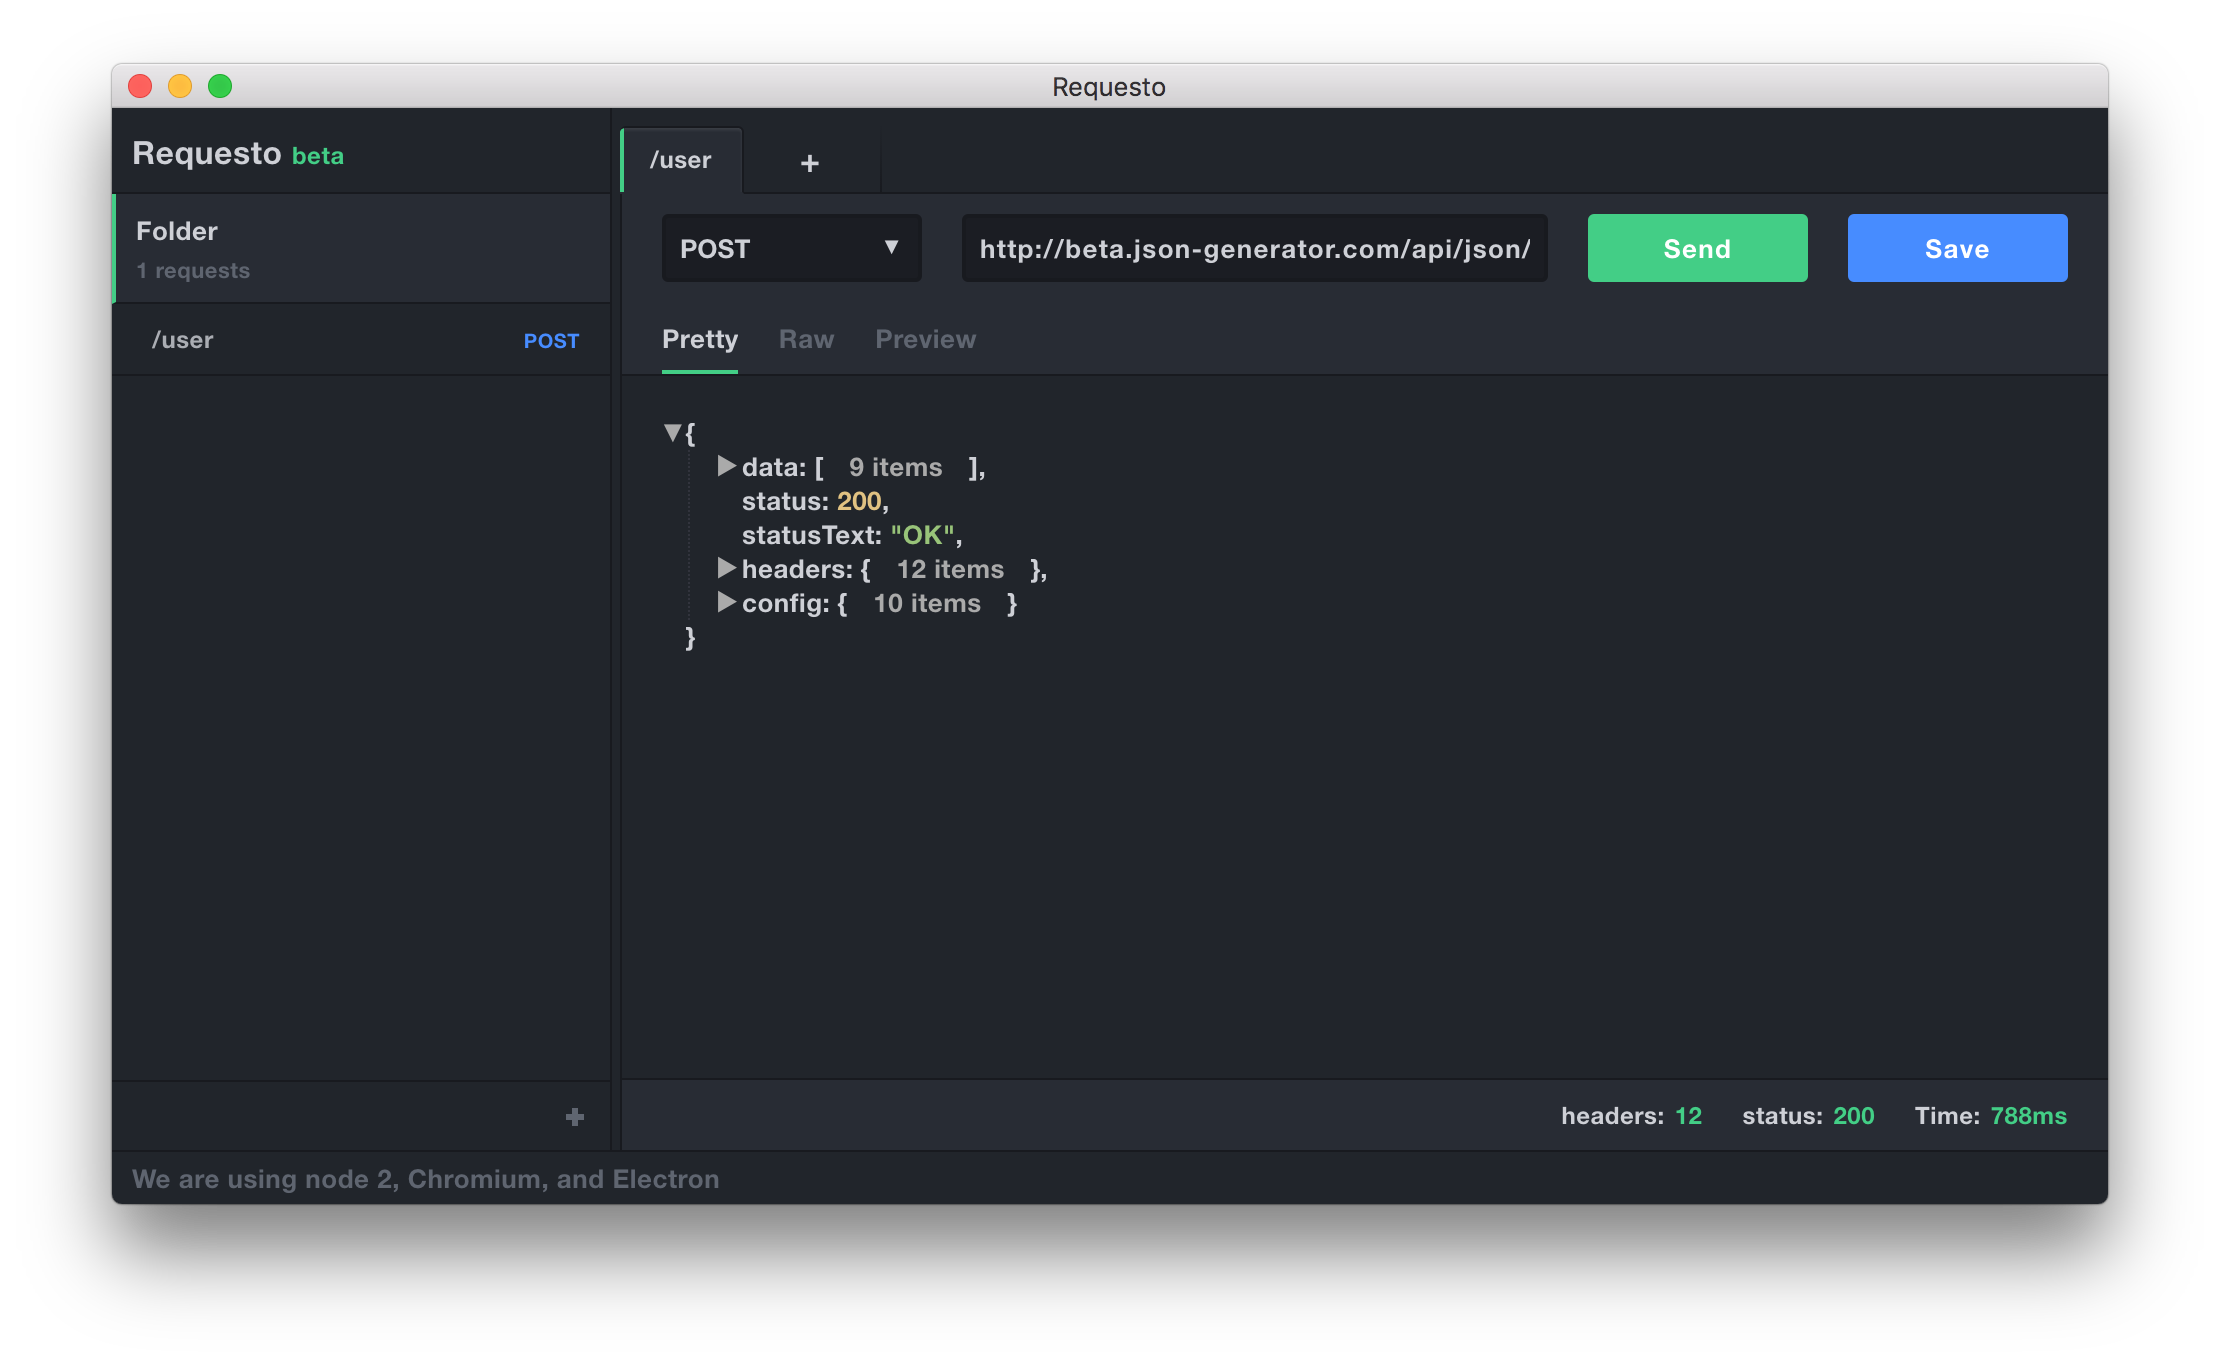 Requesto
Requesto beta
Folder
1 requests
/user POST
/user +
POST ▼ http://beta.json-generator.com/api/json/ Send Save
Pretty Raw Preview
▼{
▶data: [ 9 items ],
status: 200,
statusText: "OK",
▶headers: { 12 items },
▶config: { 10 items }
}
headers: 12 status: 200 Time: 788ms
We are using node 2, Chromium, and Electron